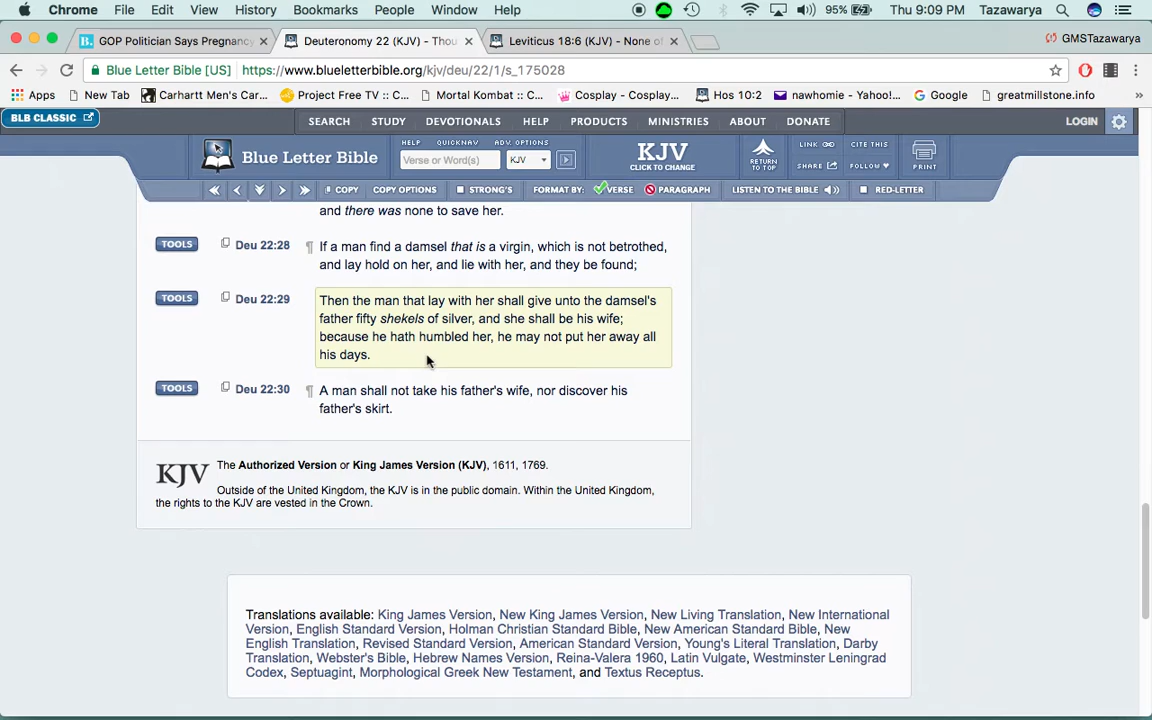 Chrome File Edit View History Bookmarks People Window Help 95% Thu 9:09 PM Tazawarya
GOP Politician Says Pregnancy × Deuteronomy 22 (KJV) - Thou × Leviticus 18:6 (KJV) - None of × GMSTazawarya
Blue Letter Bible [US] https://www.blueletterbible.org/kjv/deu/22/1/s_175028
Apps New Tab Carhartt Men's Car... Project Free TV :: C... Mortal Kombat :: C... Cosplay - Cosplay... Hos 10:2 nawhomie - Yahoo!... Google greatmillstone.info »
BLB CLASSIC SEARCH STUDY DEVOTIONALS HELP PRODUCTS MINISTRIES ABOUT DONATE LOGIN
HELP QUICKNAV ADV. OPTIONS
Blue Letter Bible Verse or Word(s) KJV KJV CLICK TO CHANGE RETURN TO TOP LINK CITE THIS SHARE FOLLOW PRINT
COPY COPY OPTIONS STRONG'S FORMAT BY: VERSE PARAGRAPH LISTEN TO THE BIBLE RED-LETTER
and there was none to save her.
TOOLS Deu 22:28 ¶ If a man find a damsel that is a virgin, which is not betrothed,
and lay hold on her, and lie with her, and they be found;
TOOLS Deu 22:29 Then the man that lay with her shall give unto the damsel's
father fifty shekels of silver, and she shall be his wife;
because he hath humbled her, he may not put her away all
his days.
TOOLS Deu 22:30 ¶ A man shall not take his father's wife, nor discover his
father's skirt.
KJV The Authorized Version or King James Version (KJV), 1611, 1769.
Outside of the United Kingdom, the KJV is in the public domain. Within the United Kingdom,
the rights to the KJV are vested in the Crown.
Translations available: King James Version, New King James Version, New Living Translation, New International
Version, English Standard Version, Holman Christian Standard Bible, New American Standard Bible, New
English Translation, Revised Standard Version, American Standard Version, Young's Literal Translation, Darby
Translation, Webster's Bible, Hebrew Names Version, Reina-Valera 1960, Latin Vulgate, Westminster Leningrad
Codex, Septuagint, Morphological Greek New Testament, and Textus Receptus.